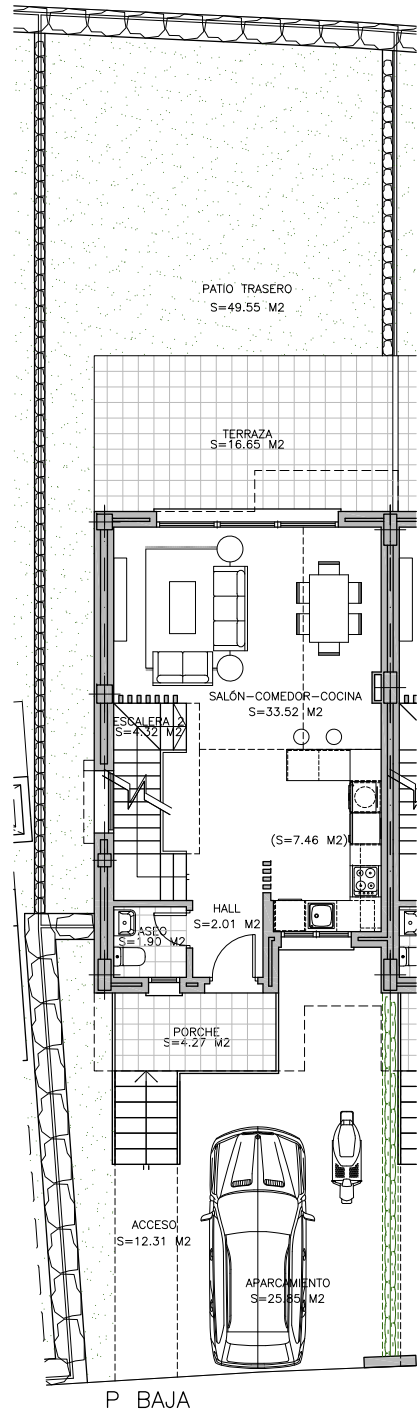 PATIO TRASERO
S=49.55 M2
TERRAZA
S=16.65 M2
SALÓN-COMEDOR-COCINA
S=33.52 M2
ESCALERA 2
S=4.32 M2
(S=7.46 M2)
HALL
S=2.01 M2
ASEO
S=1.90 M2
PORCHE
S=4.27 M2
ACCESO
S=12.31 M2
APARCAMIENTO
S=25.85 M2
P BAJA